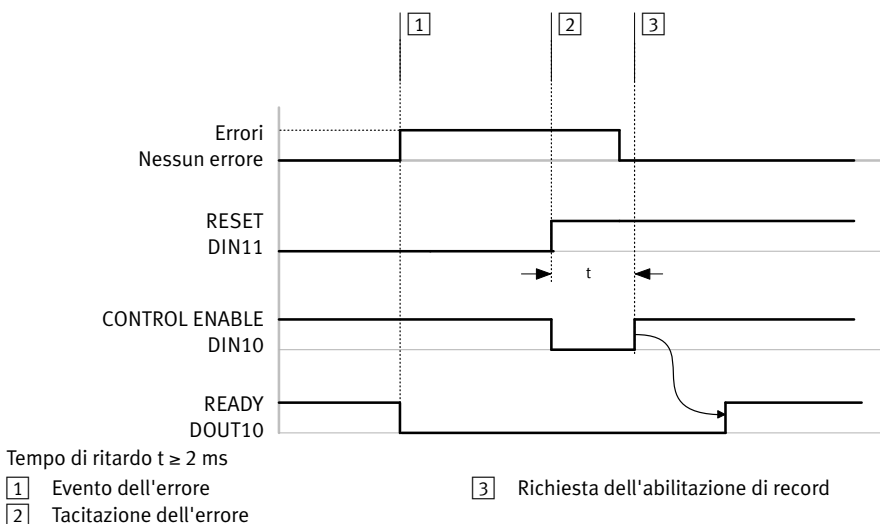 1
2
3
Errori
Nessun errore
RESET
DIN11
t
CONTROL ENABLE
DIN10
READY
DOUT10
Tempo di ritardo t ≥ 2 ms
1 Evento dell'errore
2 Tacitazione dell'errore
3 Richiesta dell'abilitazione di record